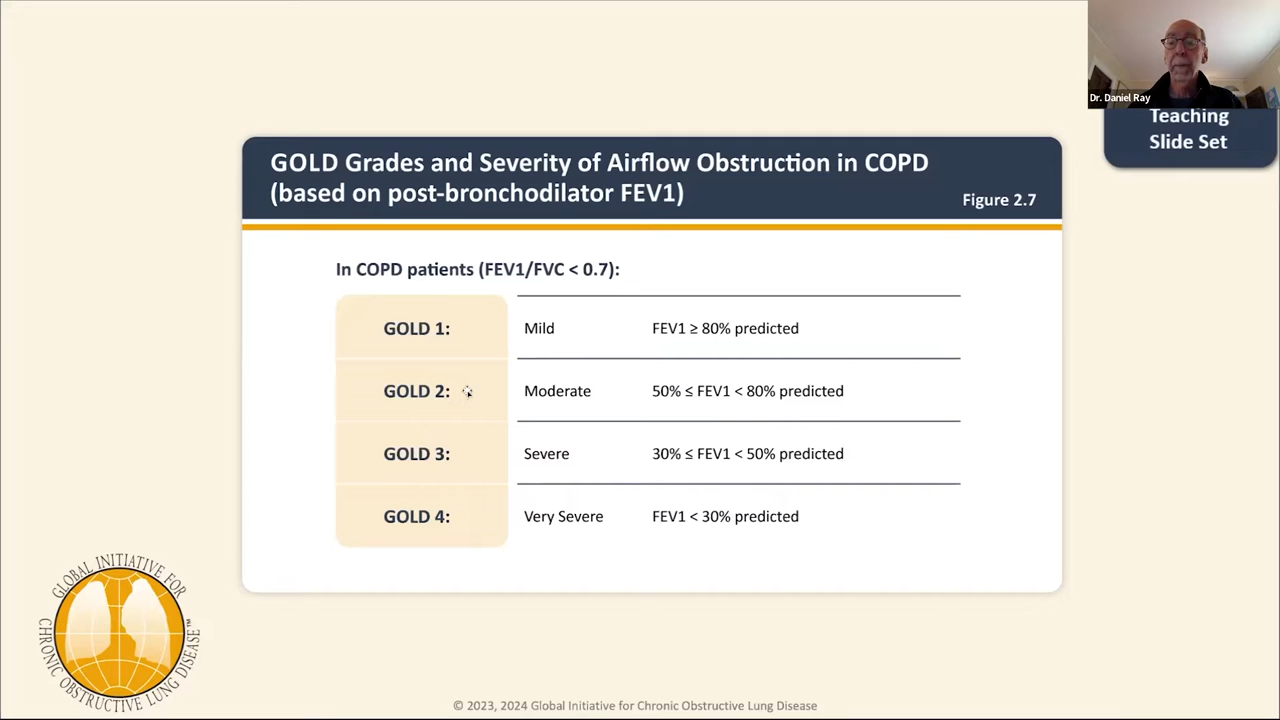 Dr. Daniel Ray
Teaching
Slide Set
GOLD Grades and Severity of Airflow Obstruction in COPD
(based on post-bronchodilator FEV1)
Figure 2.7
In COPD patients (FEV1/FVC < 0.7):
GOLD 1: Mild FEV1 ≥ 80% predicted
GOLD 2: Moderate 50% ≤ FEV1 < 80% predicted
GOLD 3: Severe 30% ≤ FEV1 < 50% predicted
GOLD 4: Very Severe FEV1 < 30% predicted
GLOBAL INITIATIVE FOR
CHRONIC OBSTRUCTIVE LUNG DISEASE™
© 2023, 2024 Global Initiative for Chronic Obstructive Lung Disease